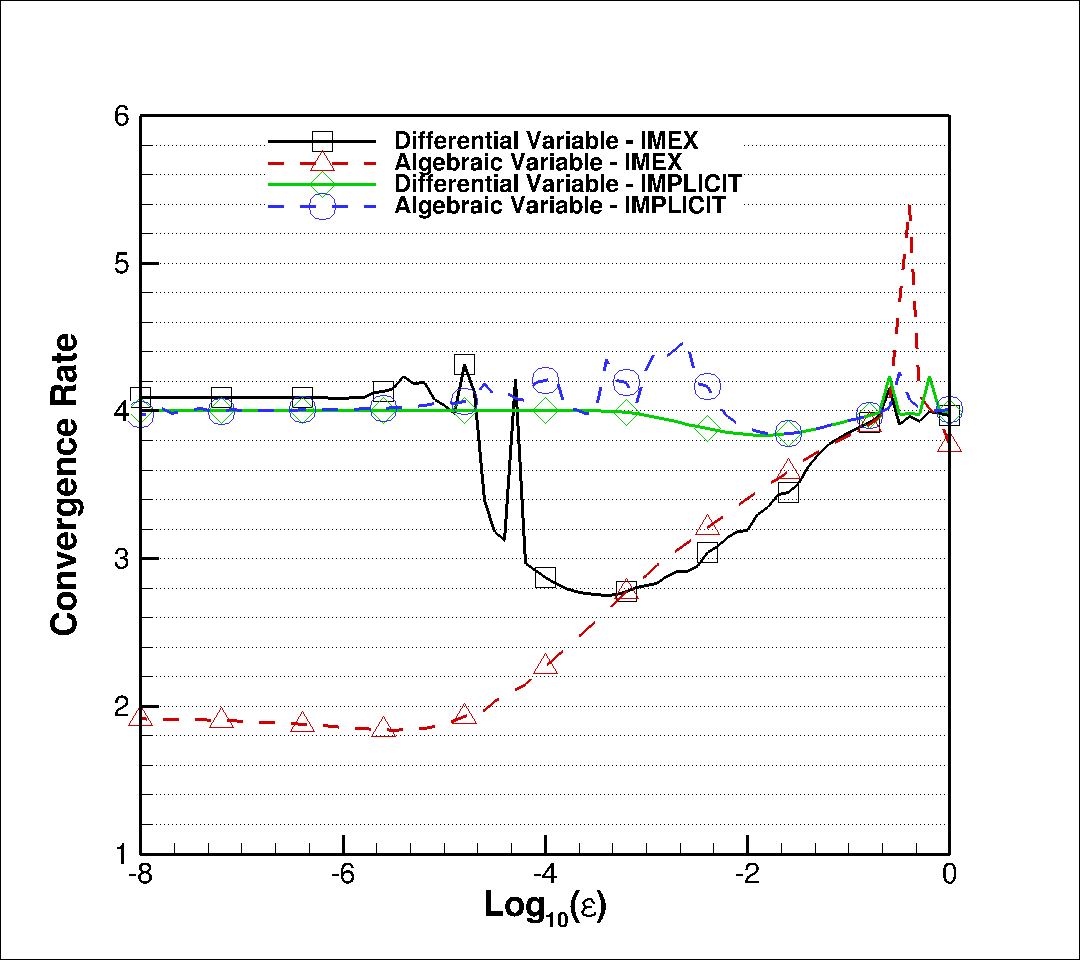 6
Differential Variable - IMEX
Algebraic Variable - IMEX
Differential Variable - IMPLICIT
Algebraic Variable - IMPLICIT
5
4
3
2
1
Convergence Rate
-8 -6 -4 -2 0
Log10(ε)